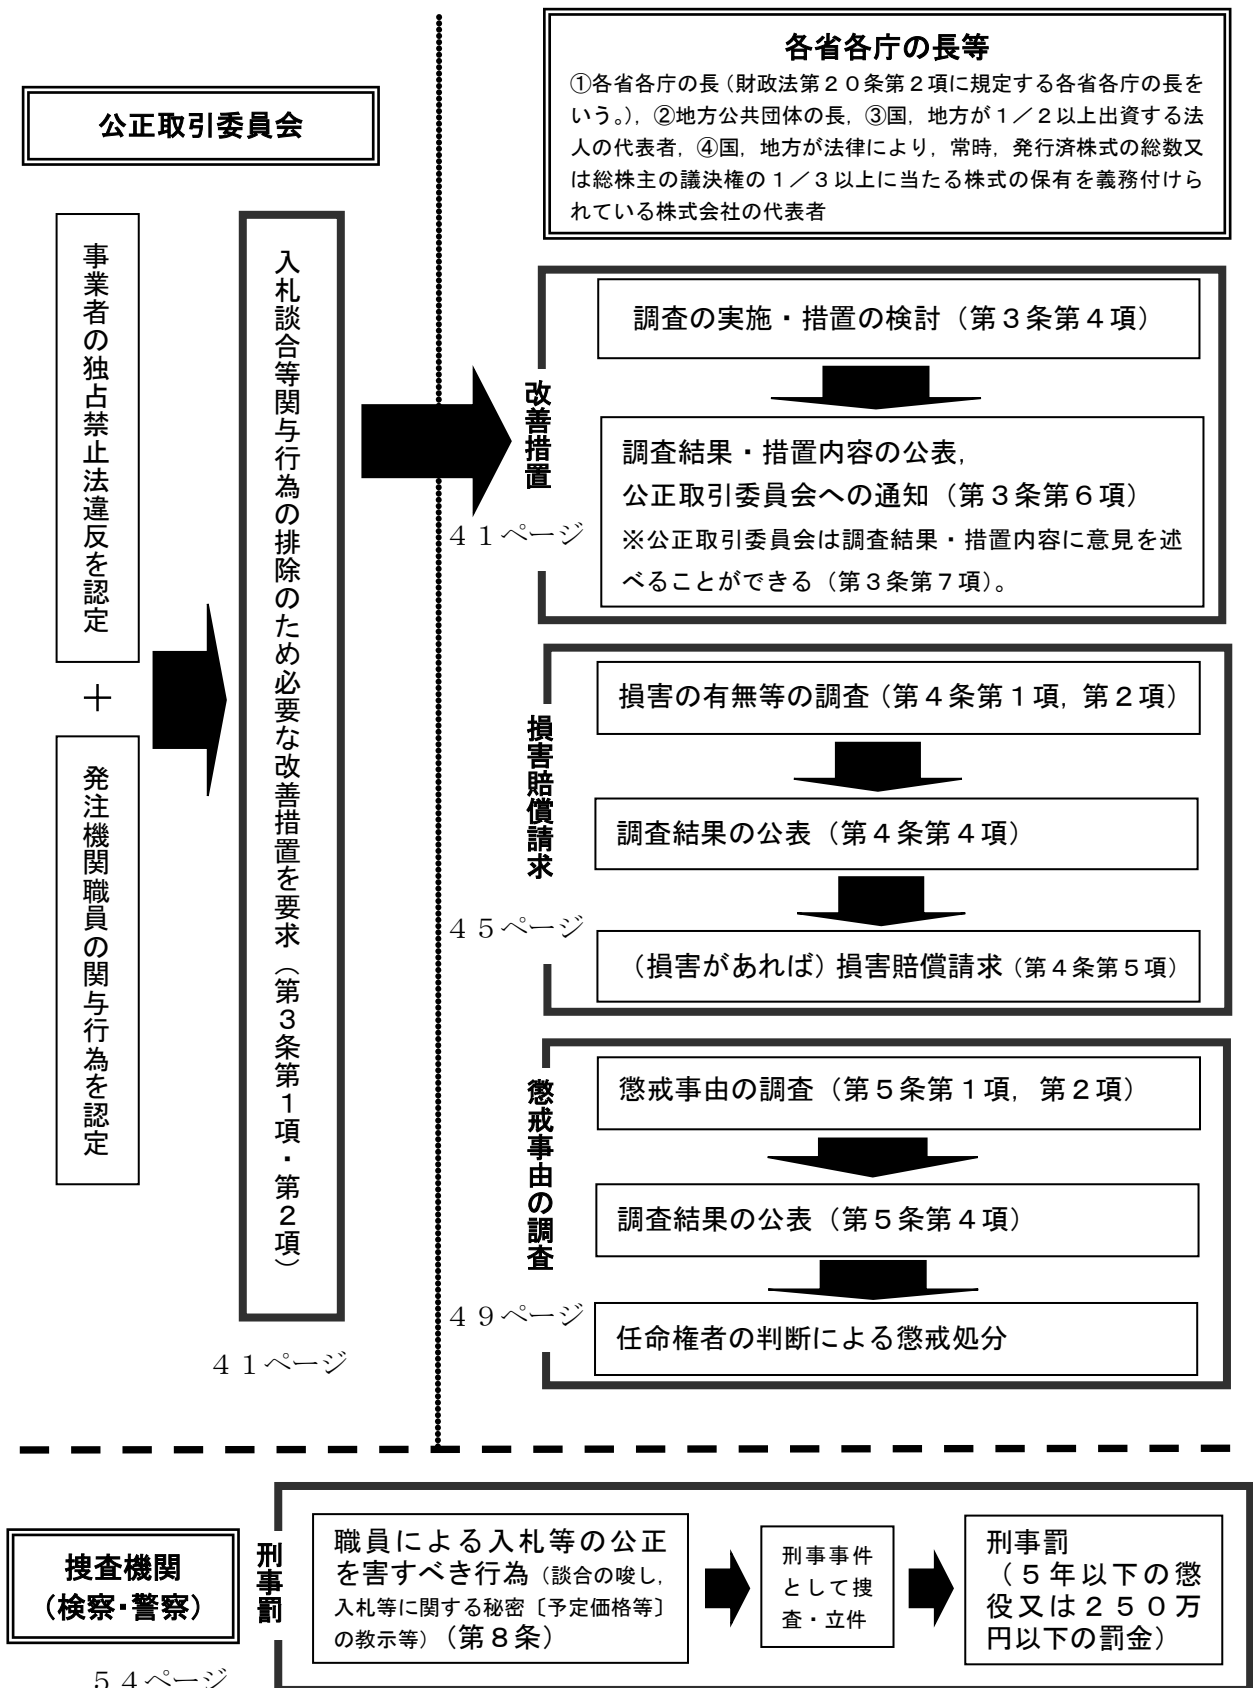 公正取引委員会
事業者の独占禁止法違反を認定
+
発注機関職員の関与行為を認定
入札談合等関与行為の排除のため必要な改善措置を要求（第３条第１項・第２項）
４１ページ
各省各庁の長等
①各省各庁の長（財政法第２０条第２項に規定する各省各庁の長を
いう。），②地方公共団体の長，③国，地方が１／２以上出資する法
人の代表者，④国，地方が法律により，常時，発行済株式の総数又
は総株主の議決権の１／３以上に当たる株式の保有を義務付けら
れている株式会社の代表者
改善措置
４１ページ
調査の実施・措置の検討（第３条第４項）
調査結果・措置内容の公表，
公正取引委員会への通知（第３条第６項）
※公正取引委員会は調査結果・措置内容に意見を述
べることができる（第３条第７項）。
損害賠償請求
４５ページ
損害の有無等の調査（第４条第１項，第２項）
調査結果の公表（第４条第４項）
（損害があれば）損害賠償請求（第４条第５項）
懲戒事由の調査
４９ページ
懲戒事由の調査（第５条第１項，第２項）
調査結果の公表（第５条第４項）
任命権者の判断による懲戒処分
捜査機関
（検察・警察）
５４ページ
刑事罰
職員による入札等の公正
を害すべき行為（談合の唆し，
入札等に関する秘密〔予定価格等〕
の教示等）（第８条）
刑事事件
として捜
査・立件
刑事罰
（５年以下の懲
役又は２５０万
円以下の罰金）